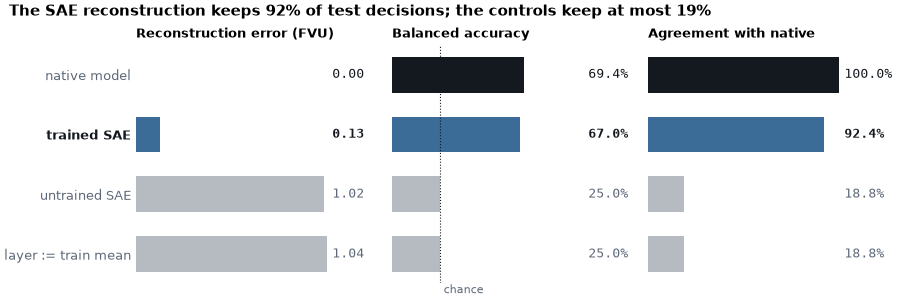 The SAE reconstruction keeps 92% of test decisions; the controls keep at most 19%
Reconstruction error (FVU) Balanced accuracy Agreement with native
native model 0.00 69.4% 100.0%
trained SAE 0.13 67.0% 92.4%
untrained SAE 1.02 25.0% 18.8%
layer := train mean 1.04 25.0% 18.8%
chance